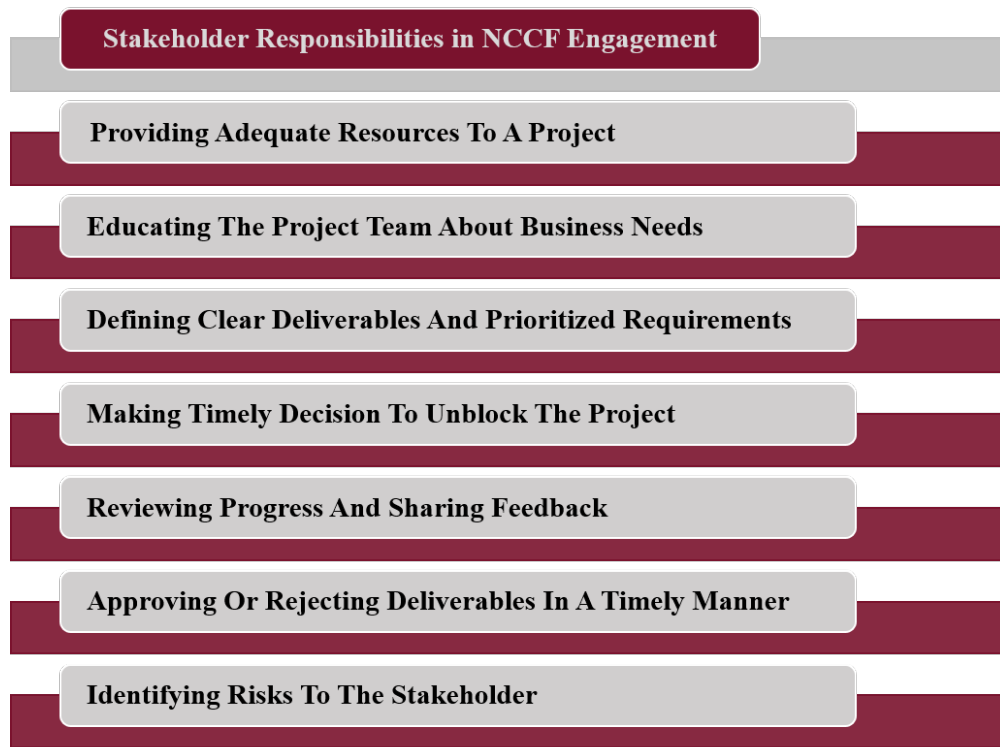 Stakeholder Responsibilities in NCCF Engagement
Providing Adequate Resources To A Project
Educating The Project Team About Business Needs
Defining Clear Deliverables And Prioritized Requirements
Making Timely Decision To Unblock The Project
Reviewing Progress And Sharing Feedback
Approving Or Rejecting Deliverables In A Timely Manner
Identifying Risks To The Stakeholder